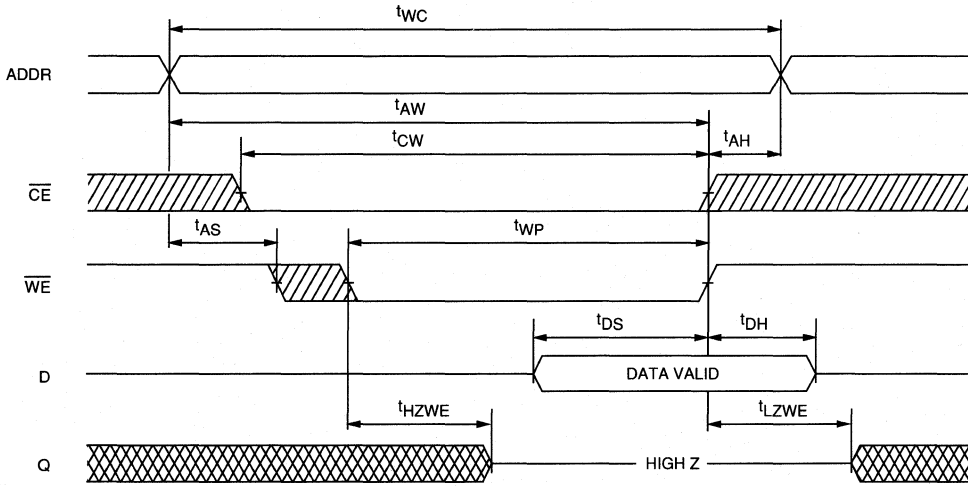 tWC
ADDR
tAW
tCW
tAH
CE
tAS
tWP
WE
tDS
tDH
D
DATA VALID
tHZWE
tLZWE
Q
HIGH Z